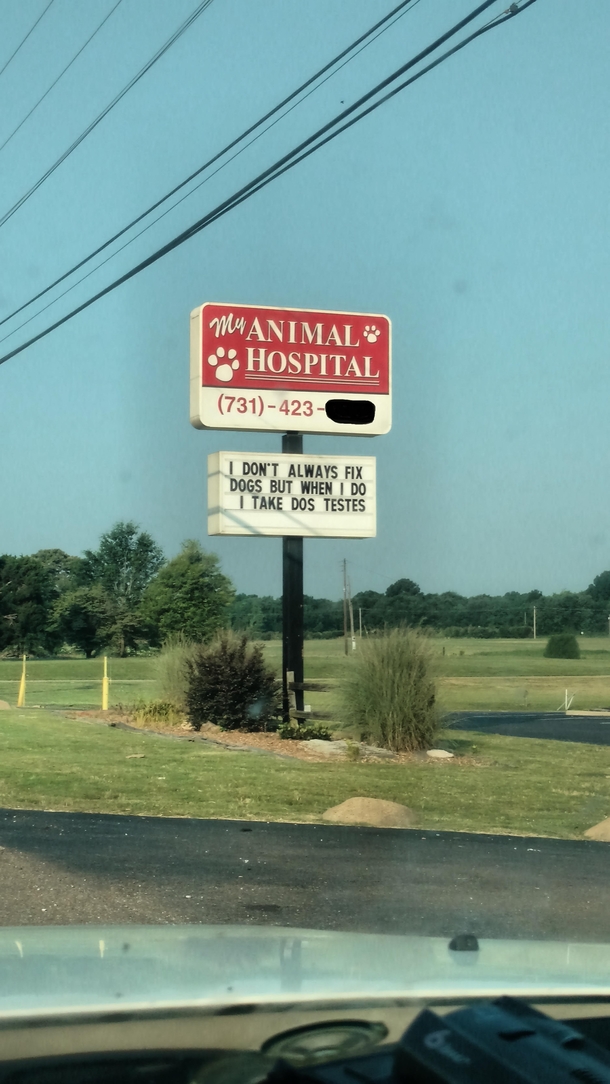 My ANIMAL
HOSPITAL
(731)-423-
I DON'T ALWAYS FIX
DOGS BUT WHEN I DO
I TAKE DOS TESTES